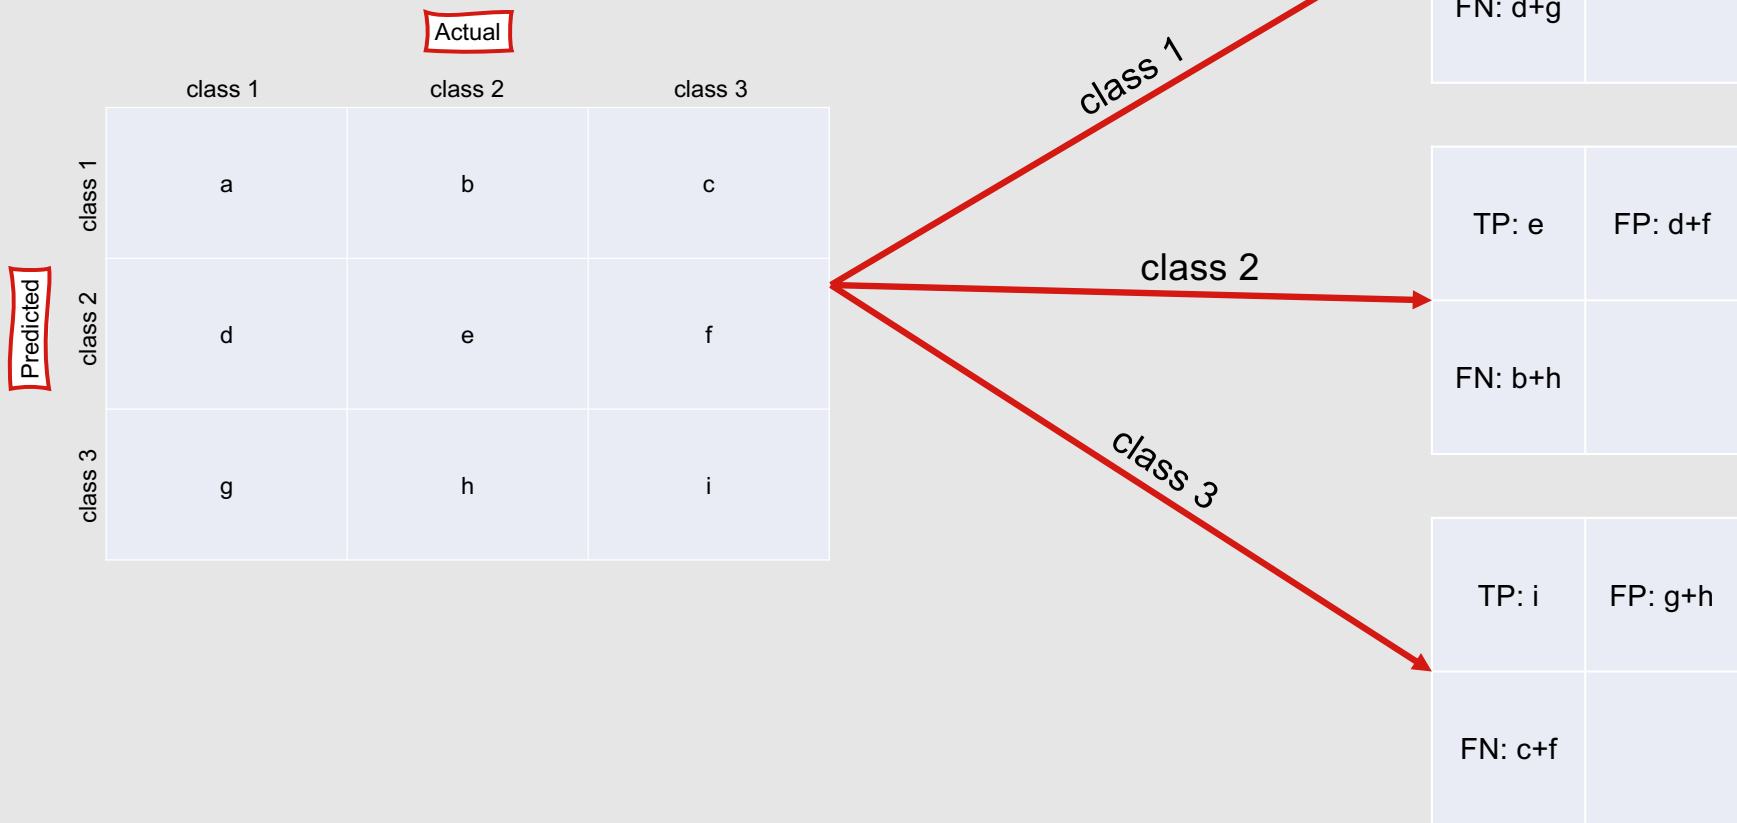 Actual
class 1 class 2 class 3
Predicted
class 1
a b c
class 2
d e f
class 3
g h i
class 1
class 2
class 3
FN: d+g
TP: e FP: d+f
FN: b+h
TP: i FP: g+h
FN: c+f